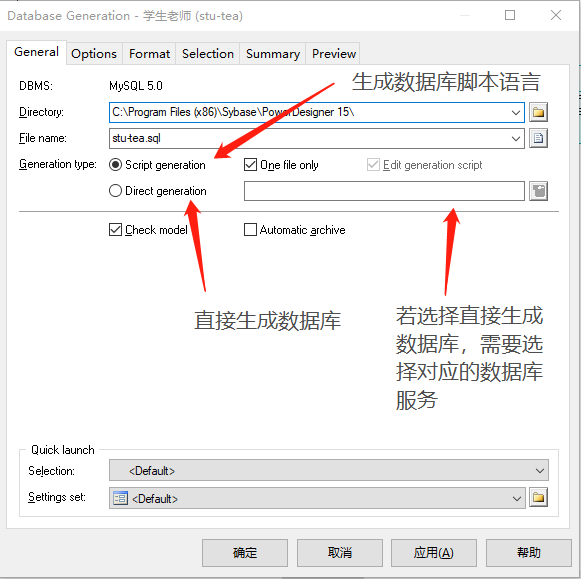 Database Generation - 学生老师 (stu-tea)
General Options Format Selection Summary Preview
DBMS: MySQL 5.0
生成数据库脚本语言
Directory: C:\Program Files (x86)\Sybase\PowerDesigner 15\
File name: stu-tea.sql
Generation type: Script generation One file only Edit generation script
Direct generation
Check model Automatic archive
直接生成数据库
若选择直接生成
数据库，需要选
择对应的数据库
服务
Quick launch
Selection: <Default>
Settings set: <Default>
确定 取消 应用(A) 帮助